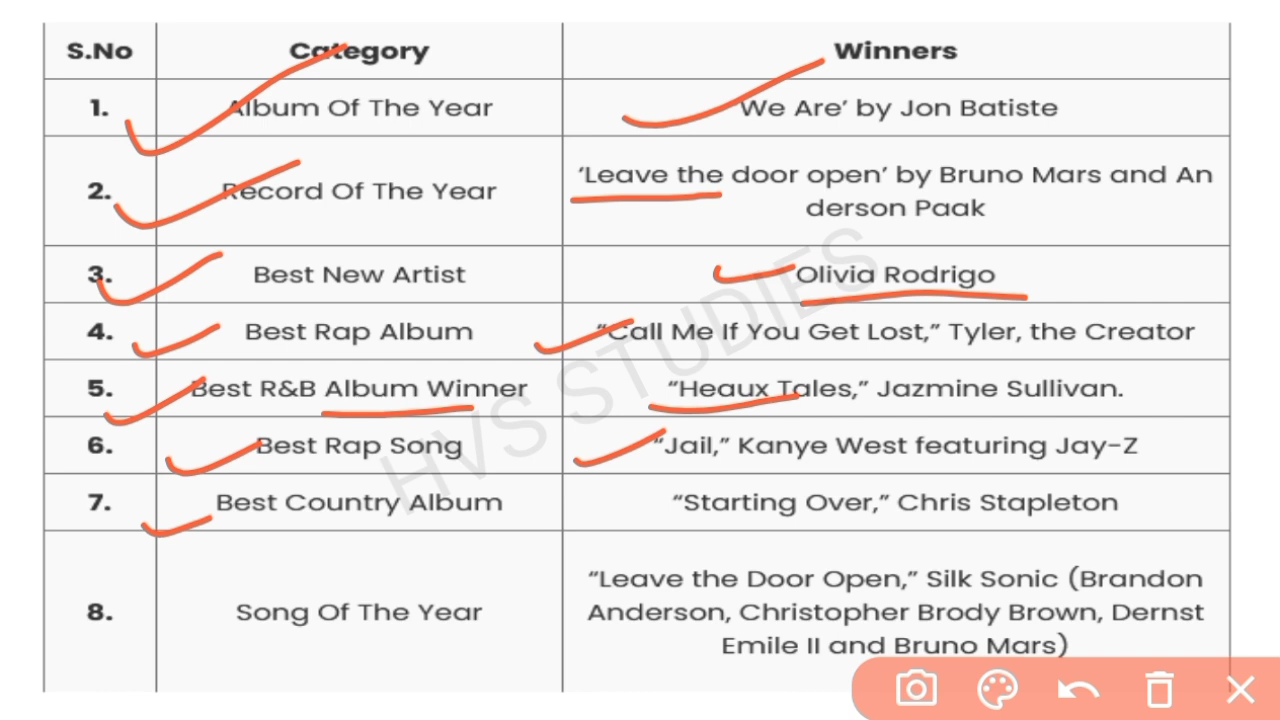 S.No Category Winners
1. Album Of The Year We Are’ by Jon Batiste
2. Record Of The Year ‘Leave the door open’ by Bruno Mars and An
derson Paak
3. Best New Artist Olivia Rodrigo
4. Best Rap Album “Call Me If You Get Lost,” Tyler, the Creator
5. Best R&B Album Winner “Heaux Tales,” Jazmine Sullivan.
6. Best Rap Song “Jail,” Kanye West featuring Jay-Z
7. Best Country Album “Starting Over,” Chris Stapleton
8. Song Of The Year “Leave the Door Open,” Silk Sonic (Brandon
Anderson, Christopher Brody Brown, Dernst
Emile II and Bruno Mars)
HVS STUDIES